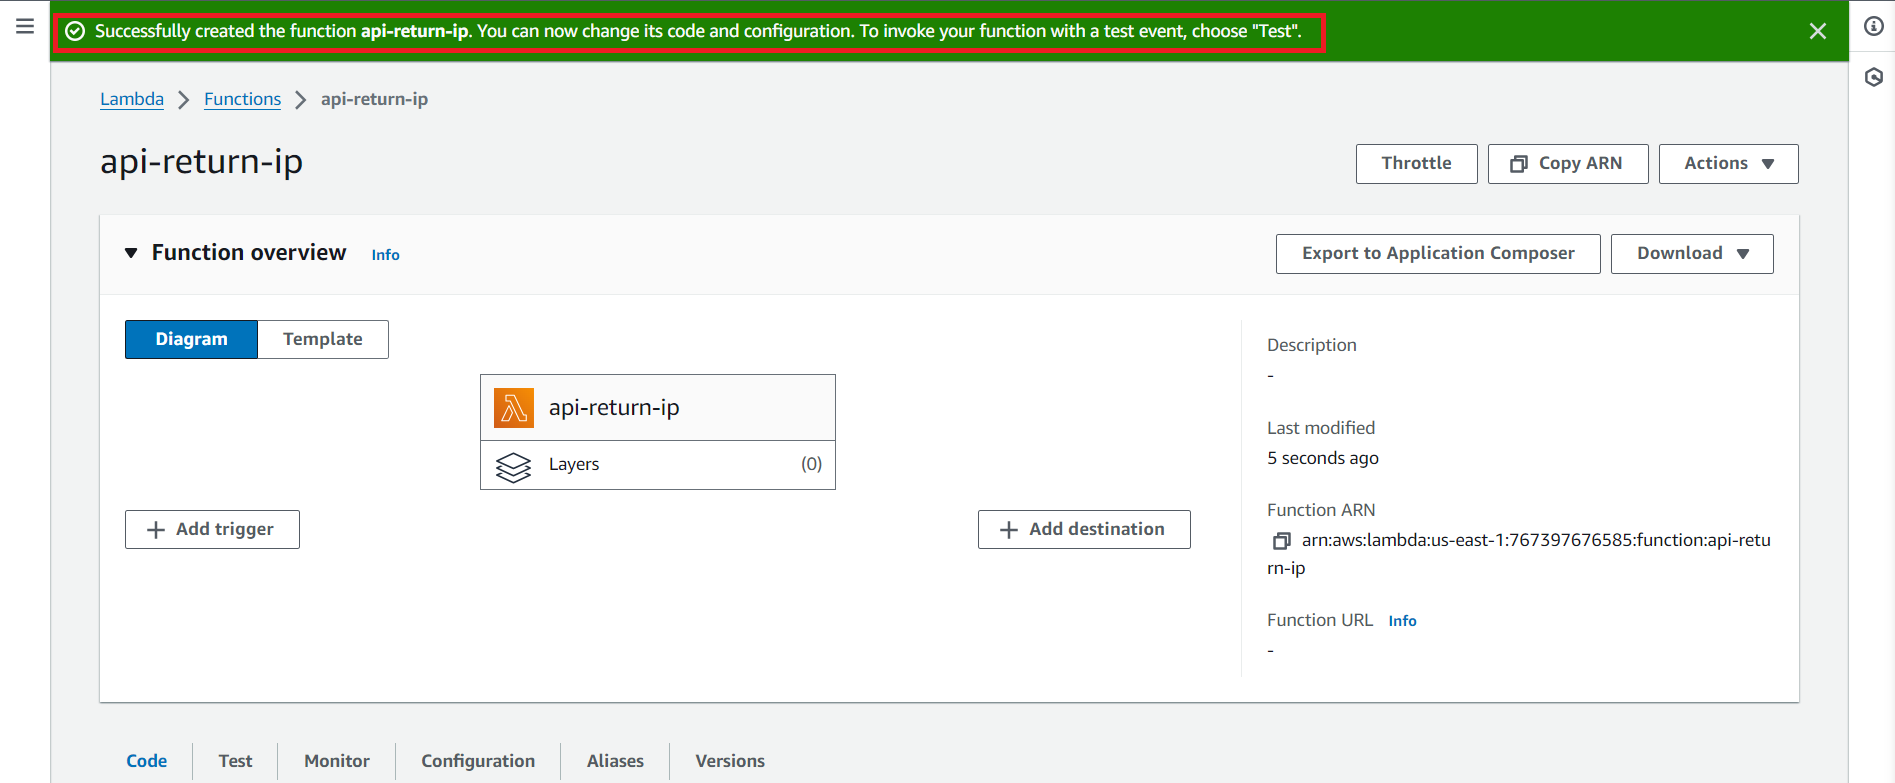 Successfully created the function api-return-ip. You can now change its code and configuration. To invoke your function with a test event, choose "Test".
Lambda Functions api-return-ip
api-return-ip
Throttle Copy ARN Actions
Function overview Info
Export to Application Composer Download
Diagram Template
api-return-ip
Layers (0)
Add trigger
Add destination
Description
-
Last modified
5 seconds ago
Function ARN
arn:aws:lambda:us-east-1:767397676585:function:api-retu
rn-ip
Function URL Info
-
Code Test Monitor Configuration Aliases Versions